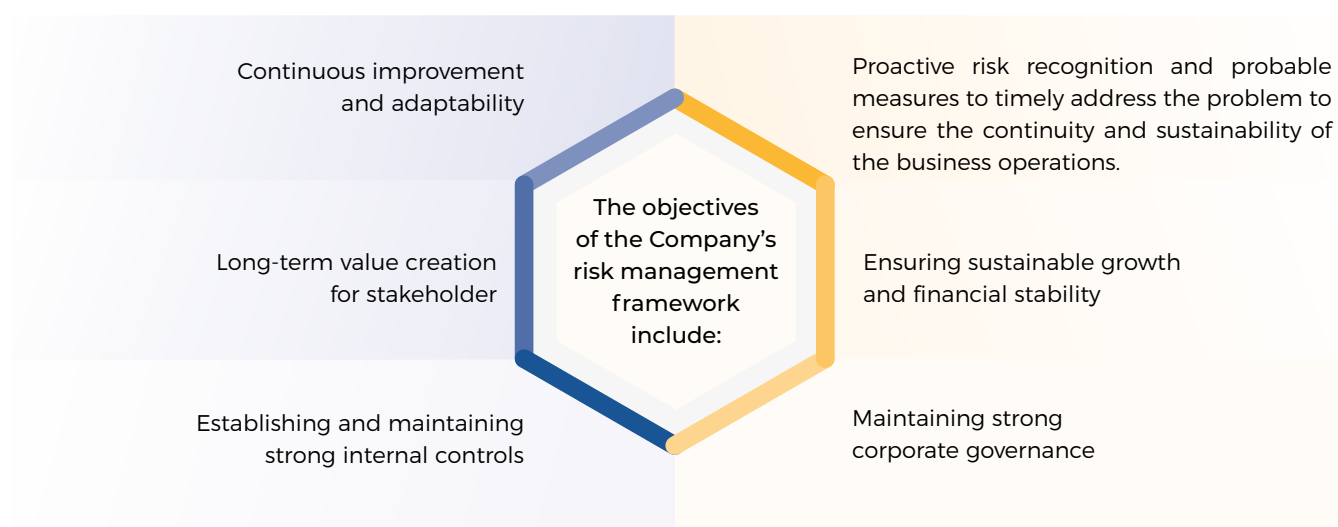 Continuous improvement
and adaptability
Long-term value creation
for stakeholder
Establishing and maintaining
strong internal controls
The objectives
of the Company's
risk management
framework
include:
Proactive risk recognition and probable
measures to timely address the problem to
ensure the continuity and sustainability of
the business operations.
Ensuring sustainable growth
and financial stability
Maintaining strong
corporate governance